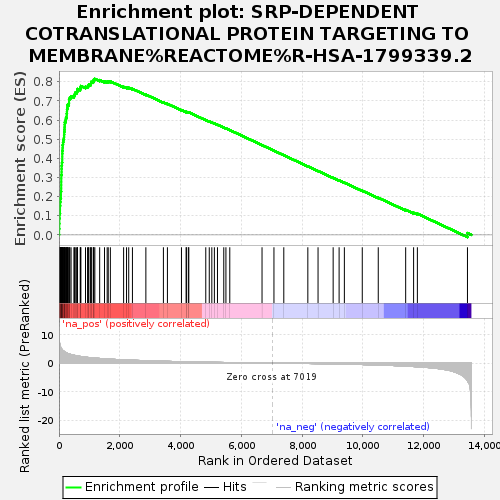 Enrichment plot: SRP-DEPENDENT
COTRANSLATIONAL PROTEIN TARGETING TO
MEMBRANE%REACTOME%R-HSA-1799339.2
Enrichment score (ES)
0.8
0.7
0.6
0.5
0.4
0.3
0.2
0.1
0.0
'na_pos' (positively correlated)
Ranked list metric (PreRanked)
10
5
0
-5
-10
-15
-20
Zero cross at 7019
'na_neg' (negatively correlated)
0 2,000 4,000 6,000 8,000 10,000 12,000 14,000
Rank in Ordered Dataset
Enrichment profile Hits Ranking metric scores